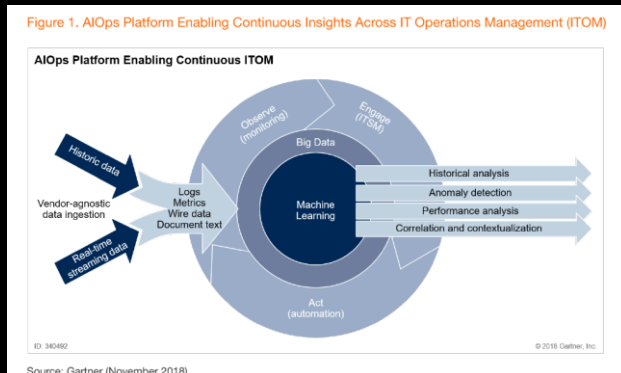 Figure 1. AIOps Platform Enabling Continuous Insights Across IT Operations Management (ITOM)
AIOps Platform Enabling Continuous ITOM
Historic data
Vendor-agnostic
data ingestion
Real-time
streaming data
Logs
Metrics
Wire data
Document text
Observe
(monitoring)
Engage
(ITSM)
Big Data
Machine
Learning
Act
(automation)
Historical analysis
Anomaly detection
Performance analysis
Correlation and contextualization
ID: 340492
© 2018 Gartner, Inc.
Source: Gartner (November 2018)